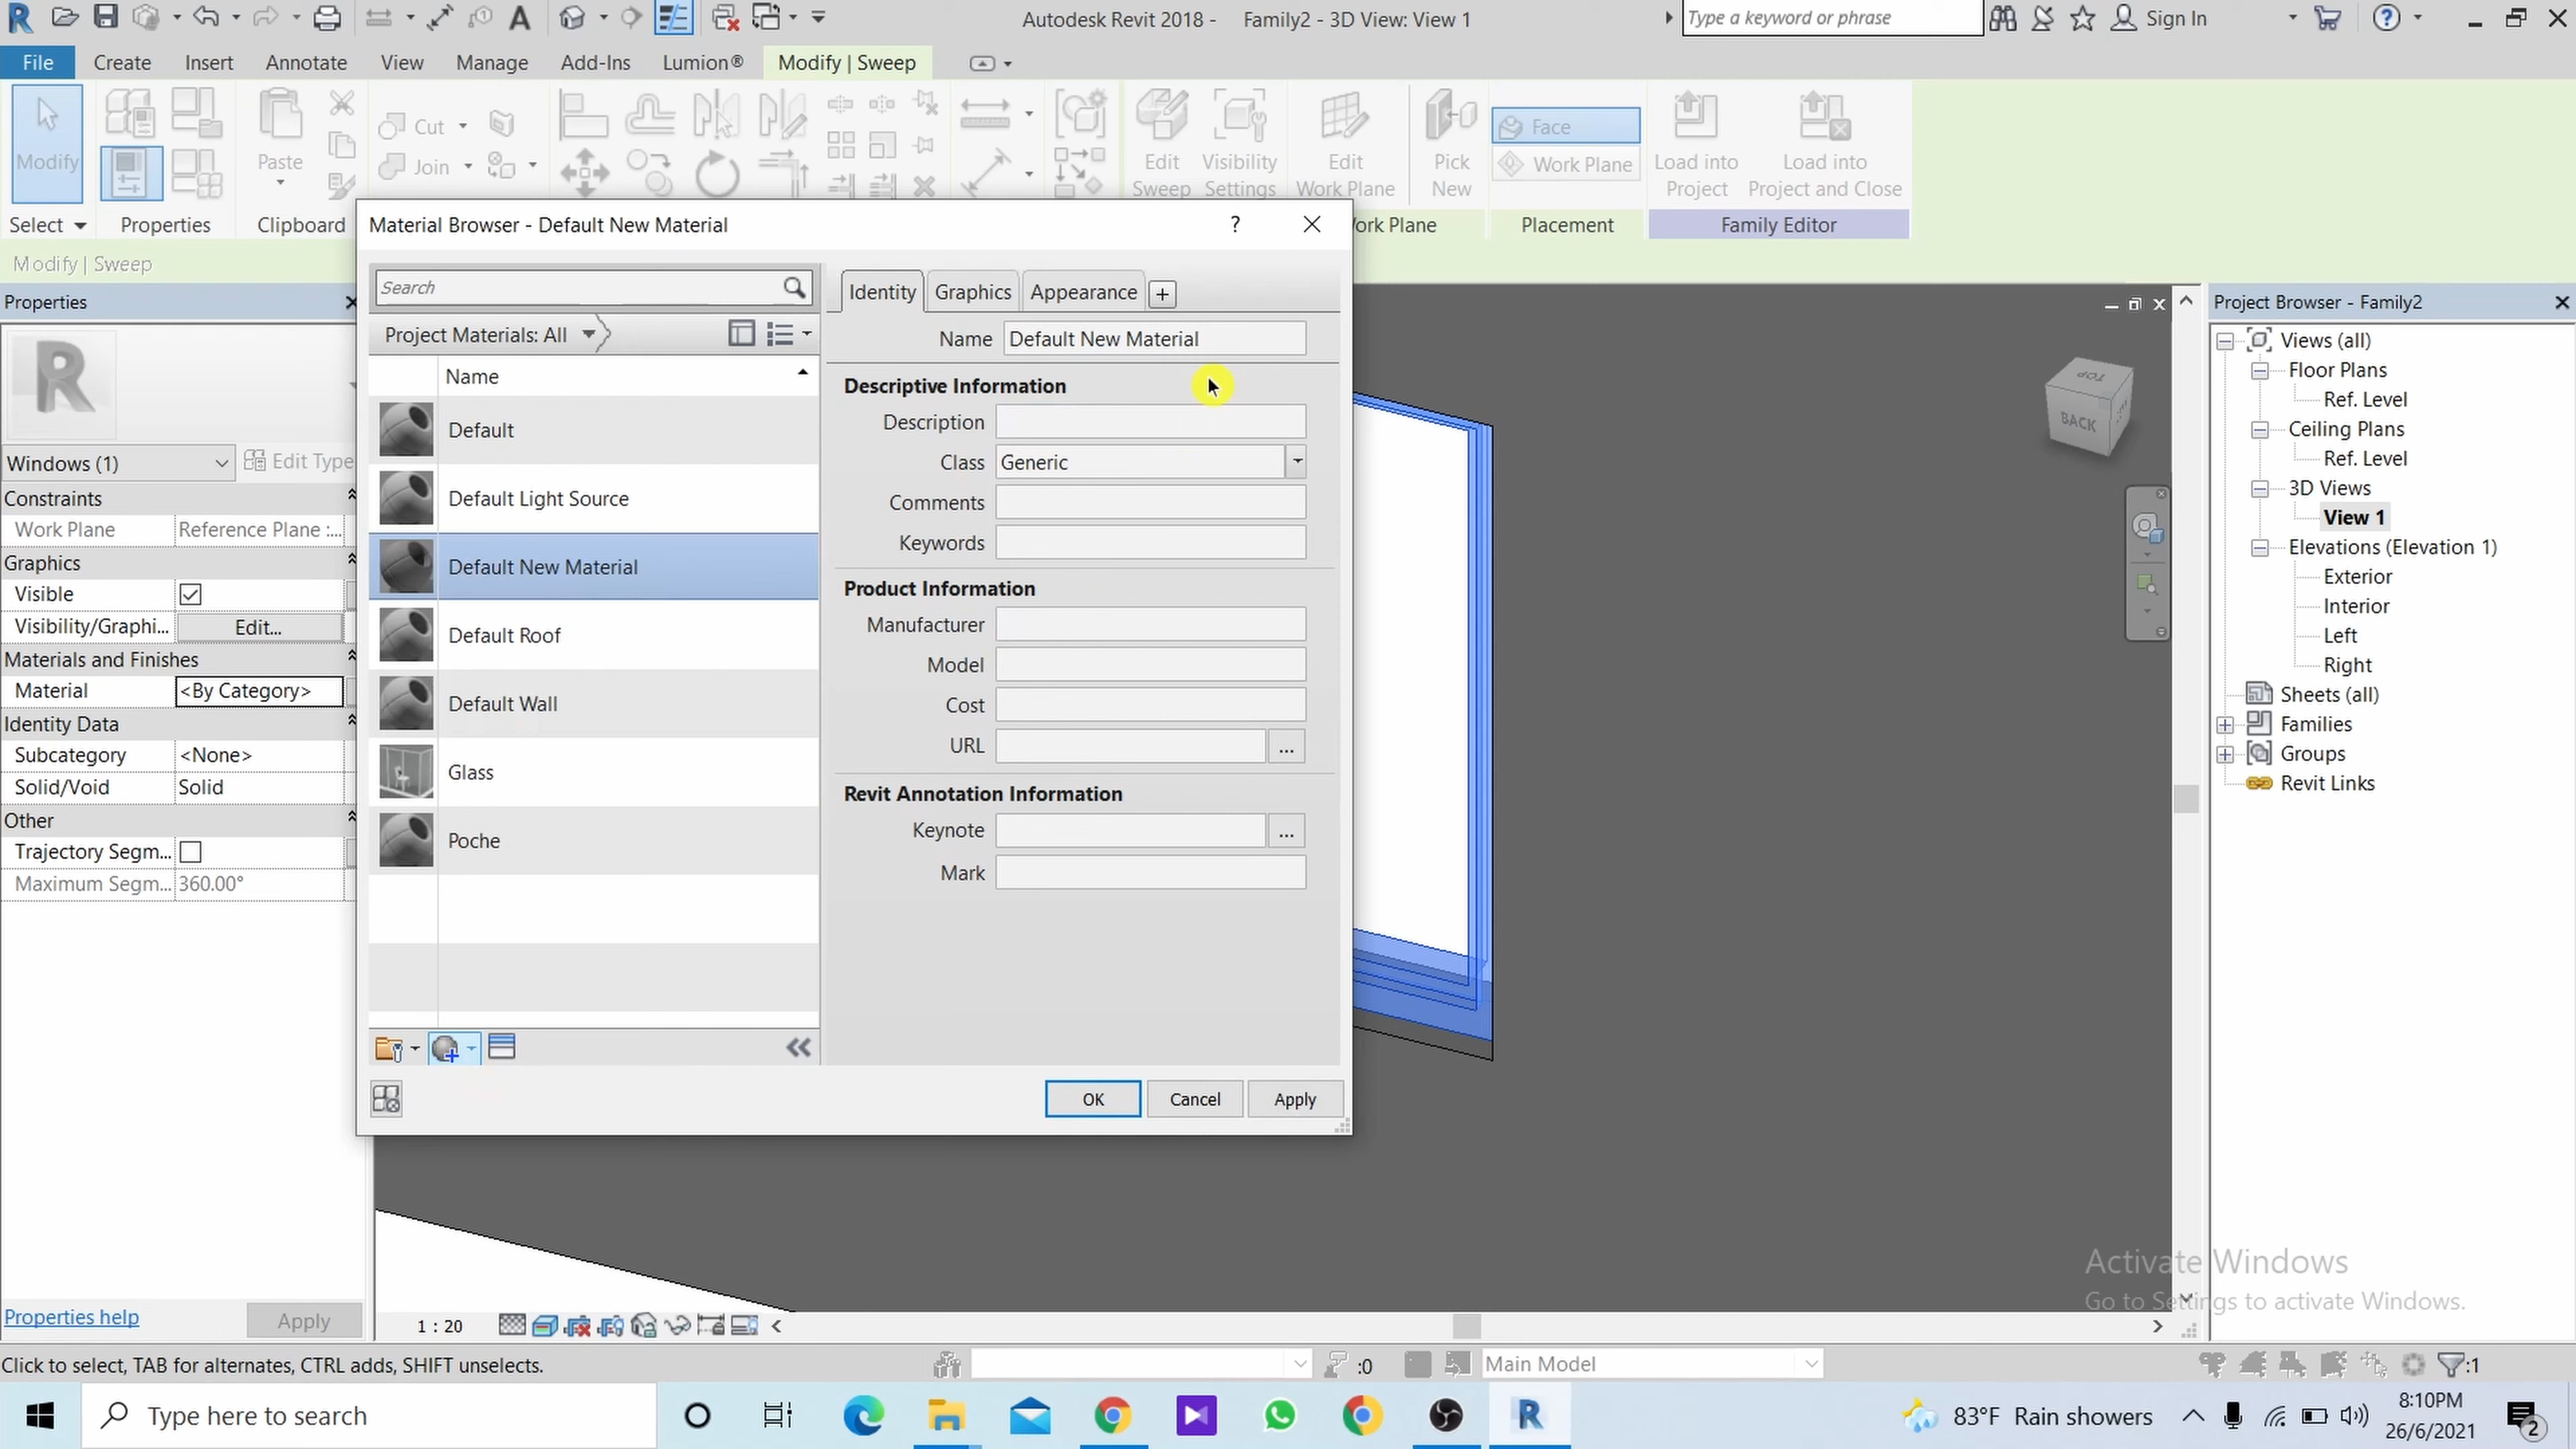 Autodesk Revit 2018 - Family2 - 3D View: View 1
Type a keyword or phrase
Sign In
File Create Insert Annotate View Manage Add-Ins Lumion® Modify | Sweep
Modify
Paste
Cut
Join
Edit Sweep
Visibility Settings
Edit Work Plane
Pick New
Face
Work Plane
Load into Project
Load into Project and Close
Select Properties Clipboard
Work Plane Placement Family Editor
Modify | Sweep
Properties
Windows (1)
Edit Type
Constraints
Work Plane Reference Plane :...
Graphics
Visible
Visibility/Graphi... Edit...
Materials and Finishes
Material <By Category>
Identity Data
Subcategory <None>
Solid/Void Solid
Other
Trajectory Segm...
Maximum Segm... 360.00°
Properties help
Apply
Material Browser - Default New Material
?
Search
Project Materials: All
Name
Default
Default Light Source
Default New Material
Default Roof
Default Wall
Glass
Poche
Identity Graphics Appearance
Name Default New Material
Descriptive Information
Description
Class Generic
Comments
Keywords
Product Information
Manufacturer
Model
Cost
URL ...
Revit Annotation Information
Keynote ...
Mark
OK Cancel Apply
TOP
BACK
Project Browser - Family2
Views (all)
Floor Plans
Ref. Level
Ceiling Plans
Ref. Level
3D Views
View 1
Elevations (Elevation 1)
Exterior
Interior
Left
Right
Sheets (all)
Families
Groups
Revit Links
Activate Windows
Go to Settings to activate Windows.
1 : 20
Click to select, TAB for alternates, CTRL adds, SHIFT unselects.
:0
Main Model
:1
Type here to search
83°F Rain showers
8:10PM
26/6/2021
2